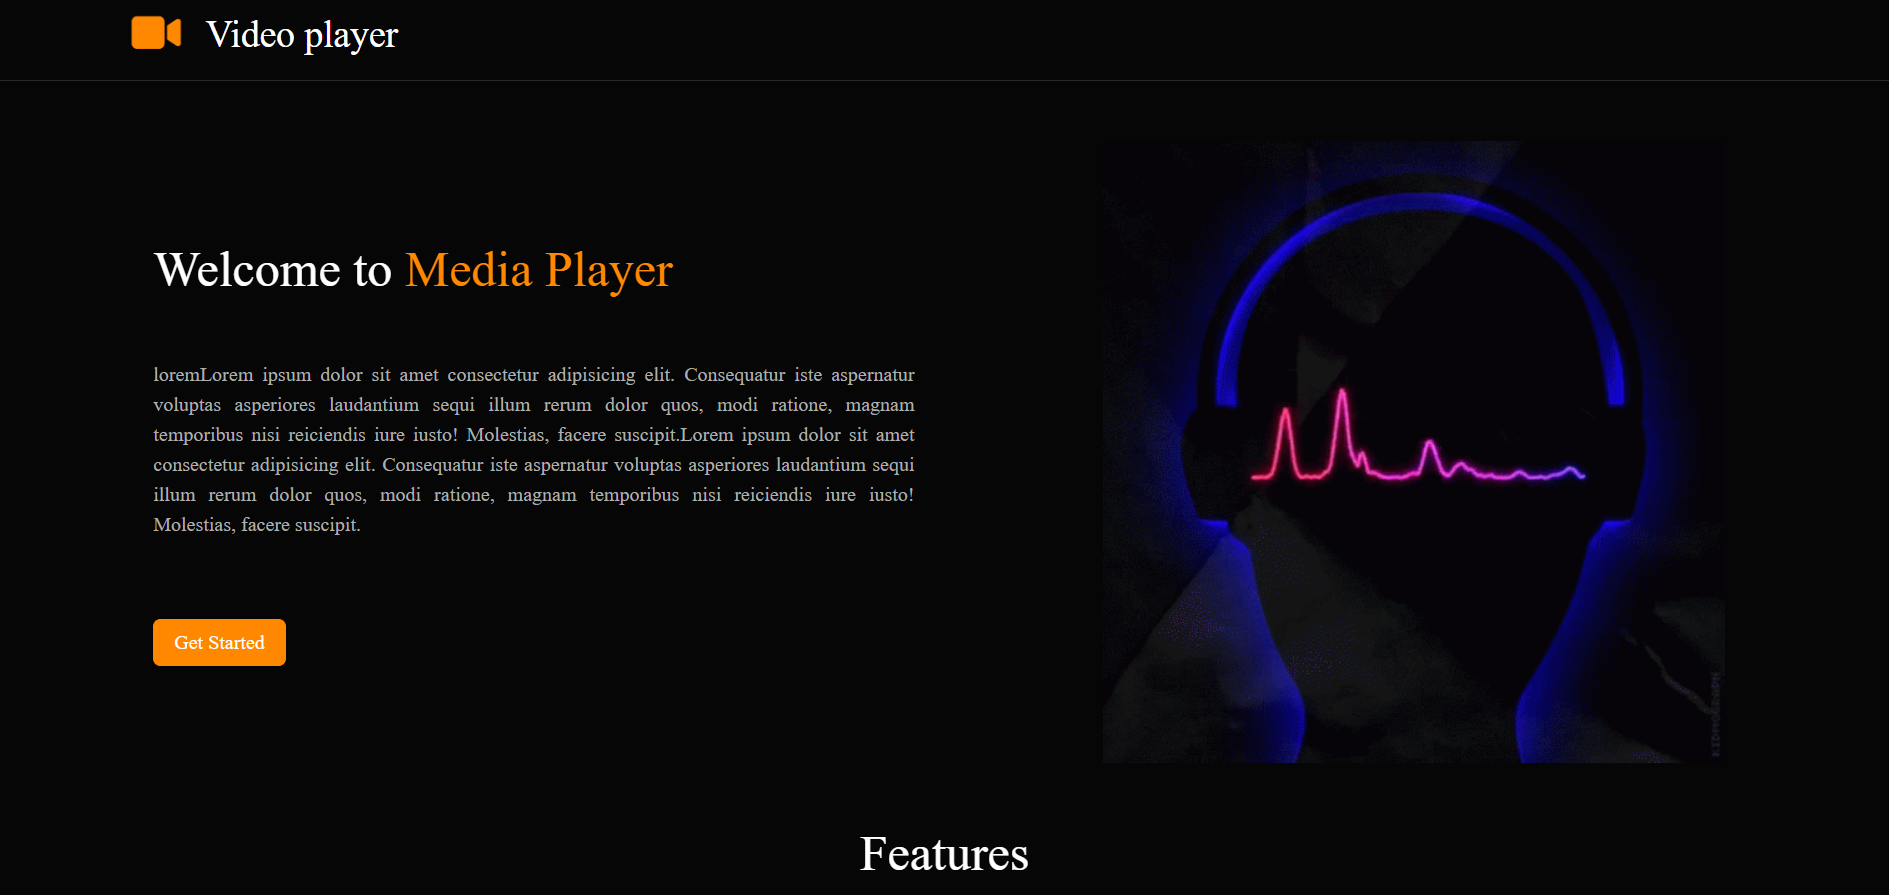 Video player
Welcome to Media Player
loremLorem ipsum dolor sit amet consectetur adipisicing elit. Consequatur iste aspernatur
voluptas asperiores laudantium sequi illum rerum dolor quos, modi ratione, magnam
temporibus nisi reiciendis iure iusto! Molestias, facere suscipit.Lorem ipsum dolor sit amet
consectetur adipisicing elit. Consequatur iste aspernatur voluptas asperiores laudantium sequi
illum rerum dolor quos, modi ratione, magnam temporibus nisi reiciendis iure iusto!
Molestias, facere suscipit.
Get Started
Features